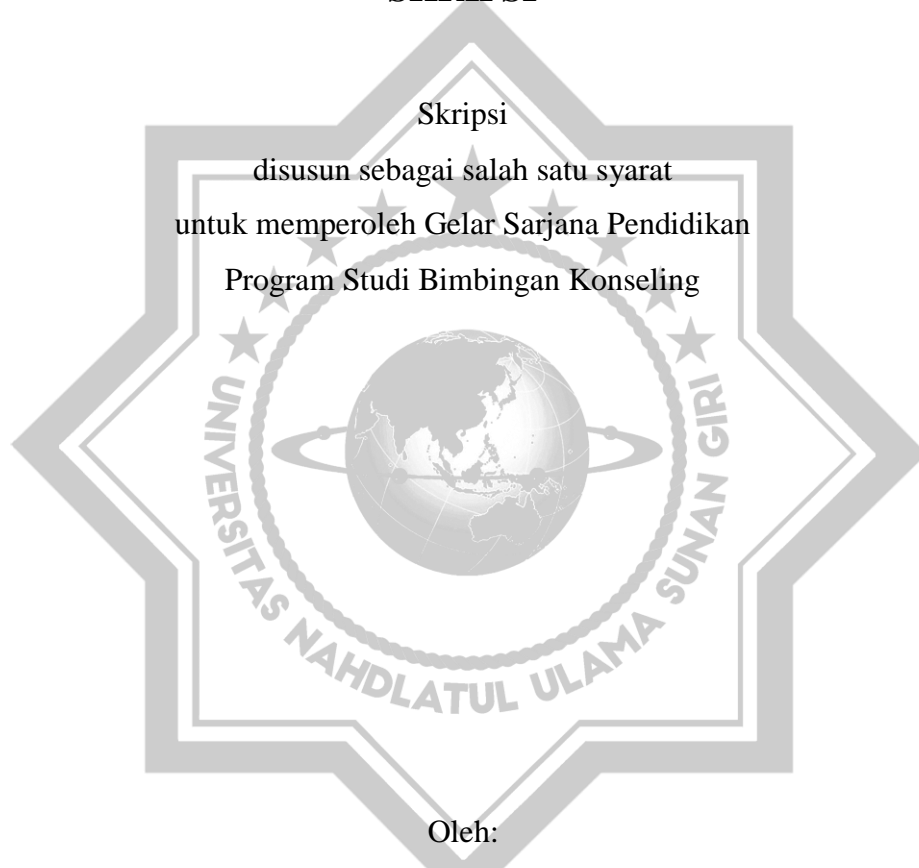 Skripsi
disusun sebagai salah satu syarat
untuk memperoleh Gelar Sarjana Pendidikan
Program Studi Bimbingan Konseling
UNIVERSITAS NAHDLATUL ULAMA SUNAN GIRI
Oleh: